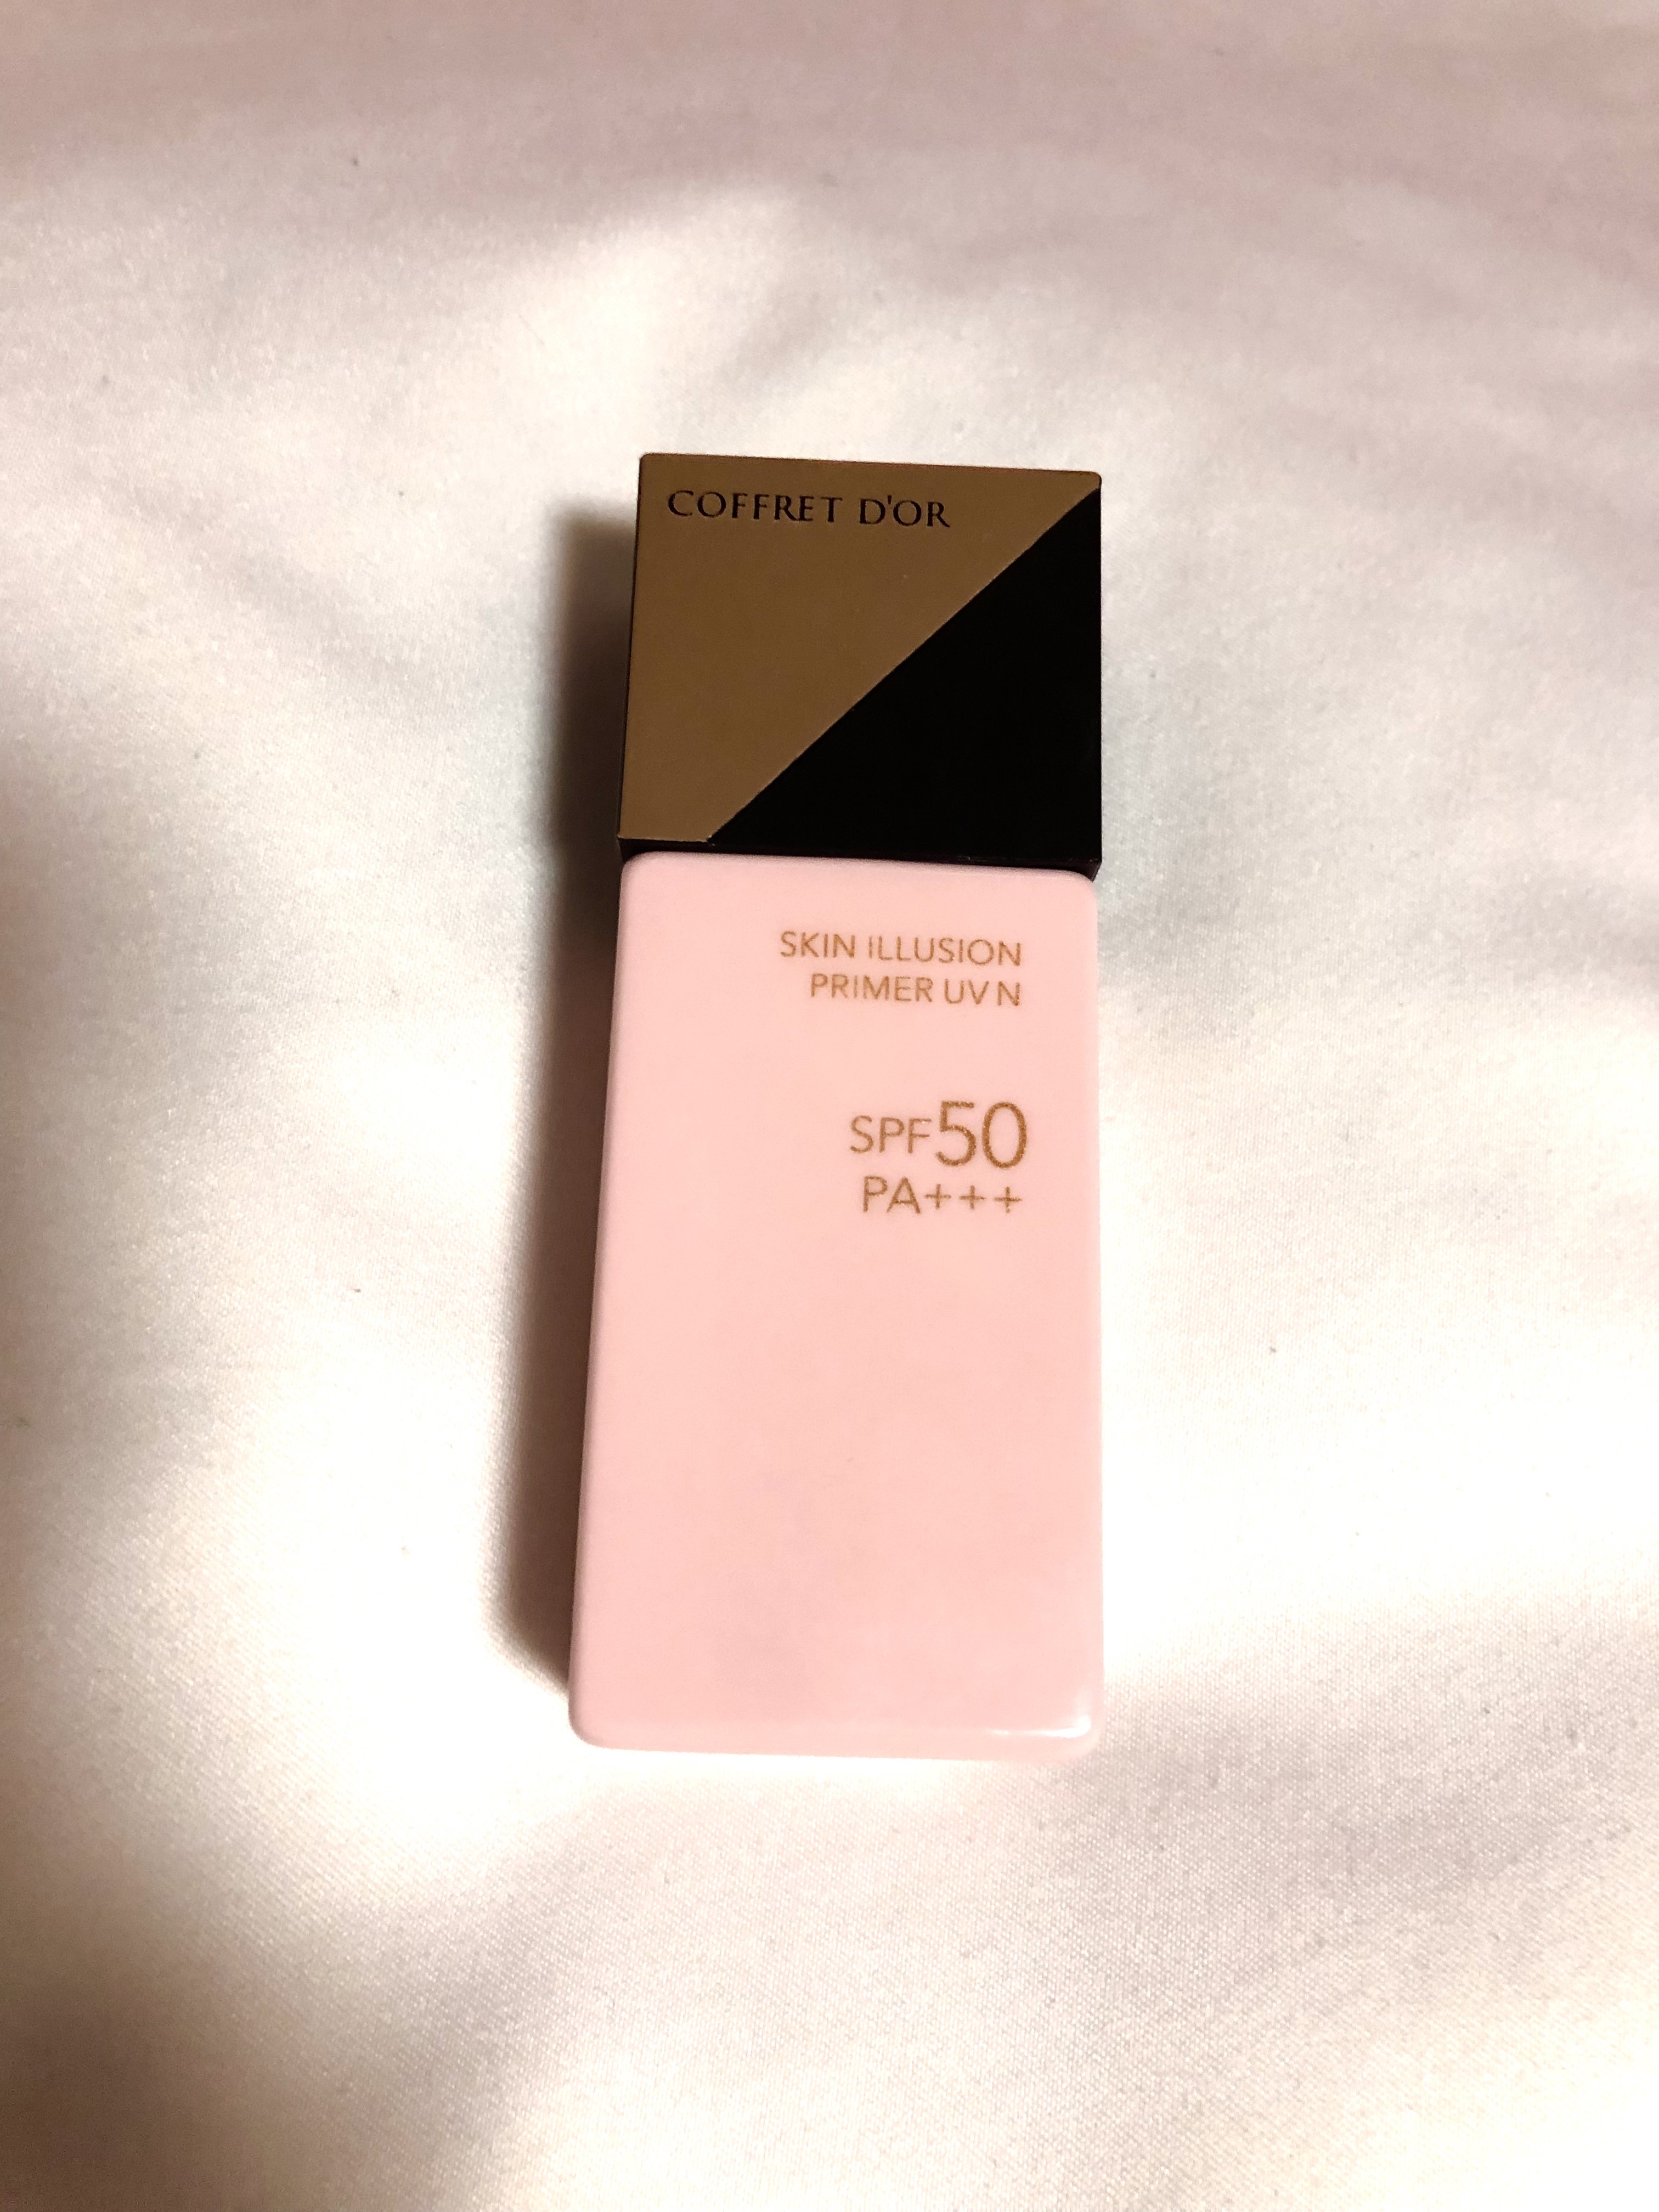 COFFRET D'OR
SKIN ILLUSION
PRIMER UV N
SPF50
PA+++